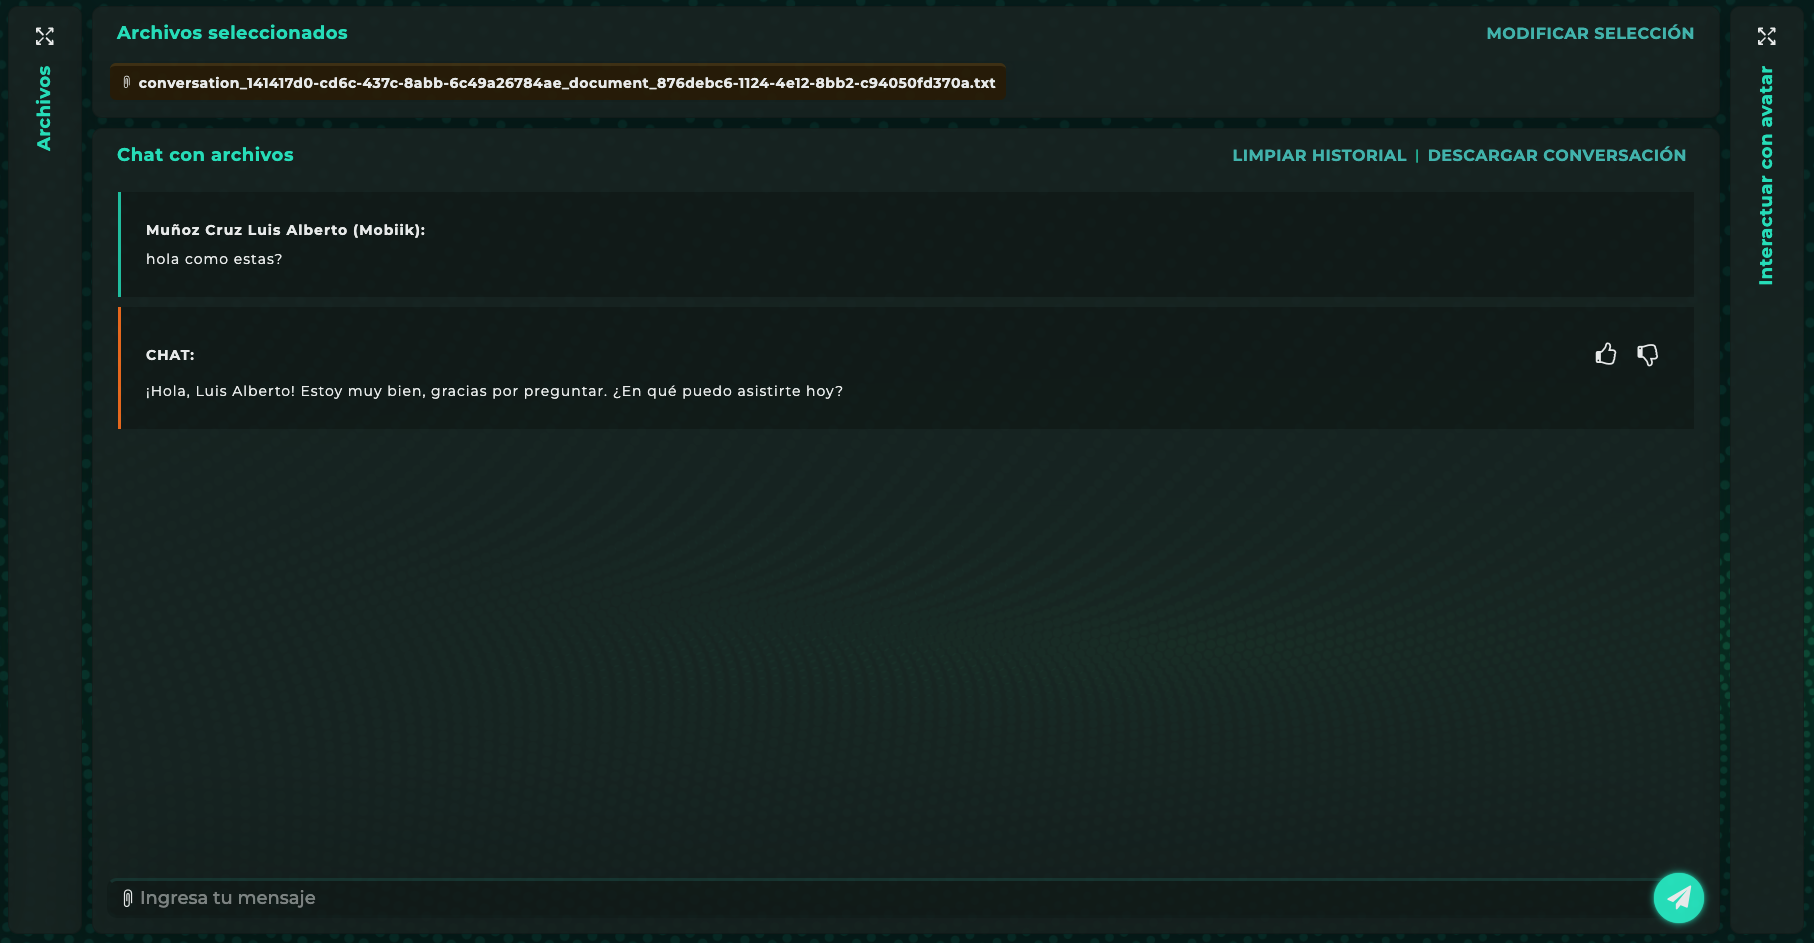 Archivos
Archivos seleccionados
MODIFICAR SELECCIÓN
conversation_141417d0-cd6c-437c-8abb-6c49a26784ae_document_876debc6-1124-4e12-8bb2-c94050fd370a.txt
Chat con archivos
LIMPIAR HISTORIAL | DESCARGAR CONVERSACIÓN
Muñoz Cruz Luis Alberto (Mobiik):
hola como estas?
CHAT:
¡Hola, Luis Alberto! Estoy muy bien, gracias por preguntar. ¿En qué puedo asistirte hoy?
Ingresa tu mensaje
Interactuar con avatar